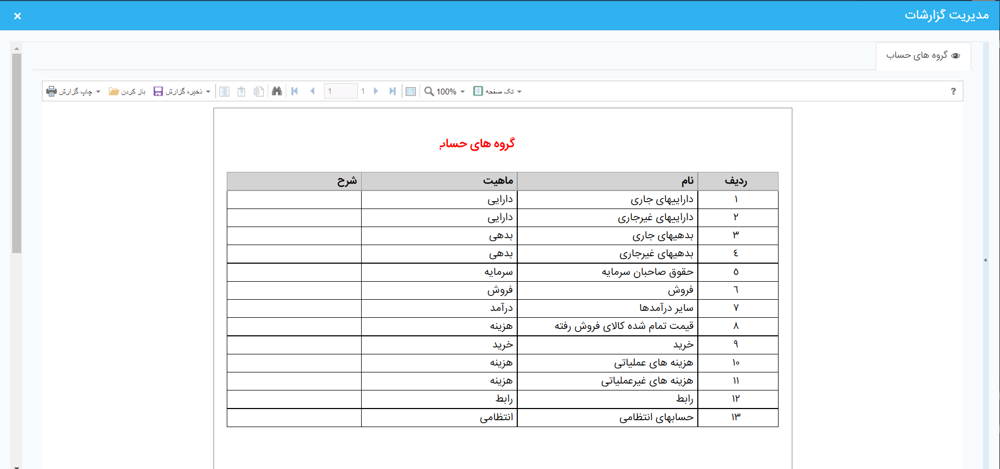 مدیریت گزارشات
×
گروه های حساب
چاپ گزارش باز کردن ذخیره گزارش 1 1 100% تک صفحه ?
گروه های حساب
ردیف نام ماهیت شرح
١ داراییهای جاری دارایی
٢ داراییهای غیرجاری دارایی
٣ بدهیهای جاری بدهی
٤ بدهیهای غیرجاری بدهی
٥ حقوق صاحبان سرمایه سرمایه
٦ فروش فروش
٧ سایر درآمدها درآمد
٨ قیمت تمام شده کالای فروش رفته هزینه
٩ خرید خرید
١٠ هزینه های عملیاتی هزینه
١١ هزینه های غیرعملیاتی هزینه
١٢ رابط رابط
١٣ حسابهای انتظامی انتظامی